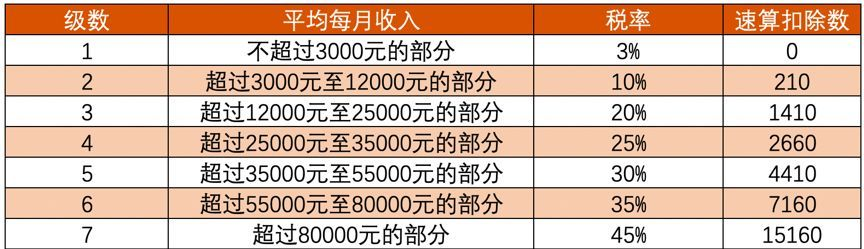 级数 平均每月收入 税率 速算扣除数
1 不超过3000元的部分 3% 0
2 超过3000元至12000元的部分 10% 210
3 超过12000元至25000元的部分 20% 1410
4 超过25000元至35000元的部分 25% 2660
5 超过35000元至55000元的部分 30% 4410
6 超过55000元至80000元的部分 35% 7160
7 超过80000元的部分 45% 15160